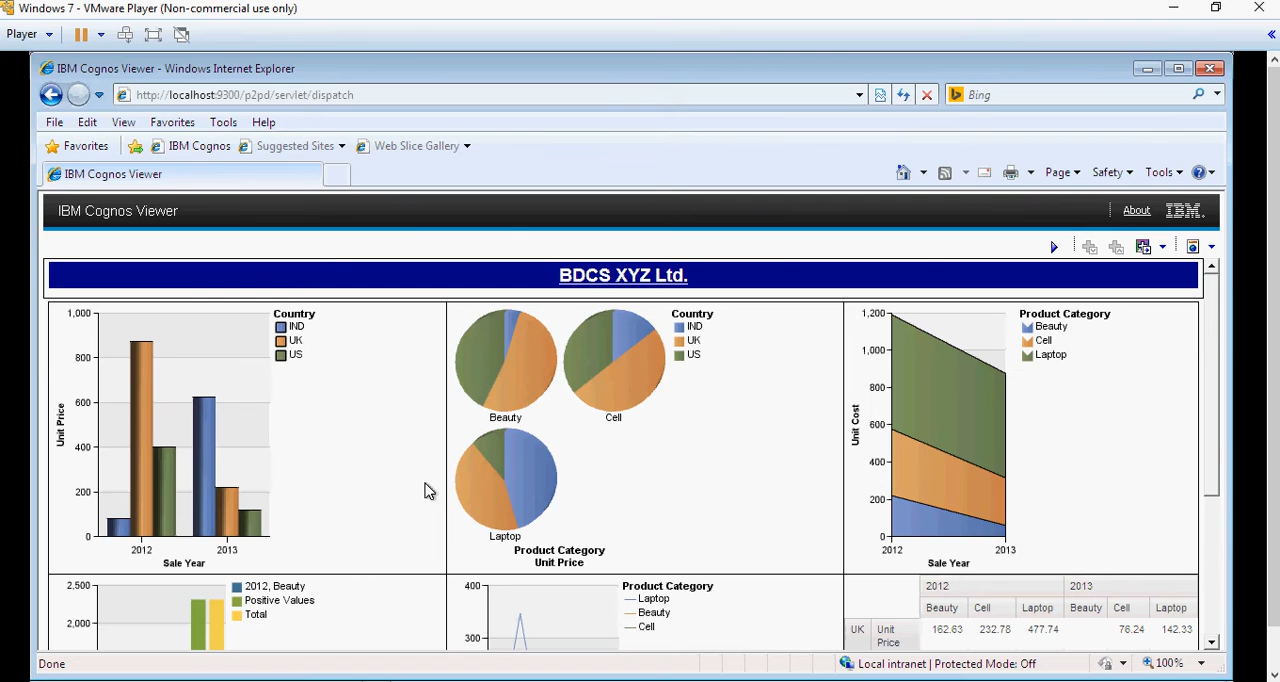 Windows 7 - VMware Player (Non-commercial use only)
Player
IBM Cognos Viewer - Windows Internet Explorer
http://localhost:9300/p2pd/servlet/dispatch
Bing
File Edit View Favorites Tools Help
Favorites IBM Cognos Suggested Sites Web Slice Gallery
IBM Cognos Viewer
Page Safety Tools
IBM Cognos Viewer
About IBM.
BDCS XYZ Ltd.
1,000
800
600
400
200
0
Unit Price
2012 2013
Sale Year
Country
IND
UK
US
Beauty Cell
Laptop
Product Category
Unit Price
Country
IND
UK
US
1,200
1,000
800
600
400
200
0
Unit Cost
2012 2013
Sale Year
Product Category
Beauty
Cell
Laptop
2,500
2,000
2012, Beauty
Positive Values
Total
400
300
Product Category
Laptop
Beauty
Cell
2012 2013
Beauty Cell Laptop Beauty Cell Laptop
UK Unit Price 162.63 232.78 477.74 76.24 142.33
Done
Local intranet | Protected Mode: Off
100%